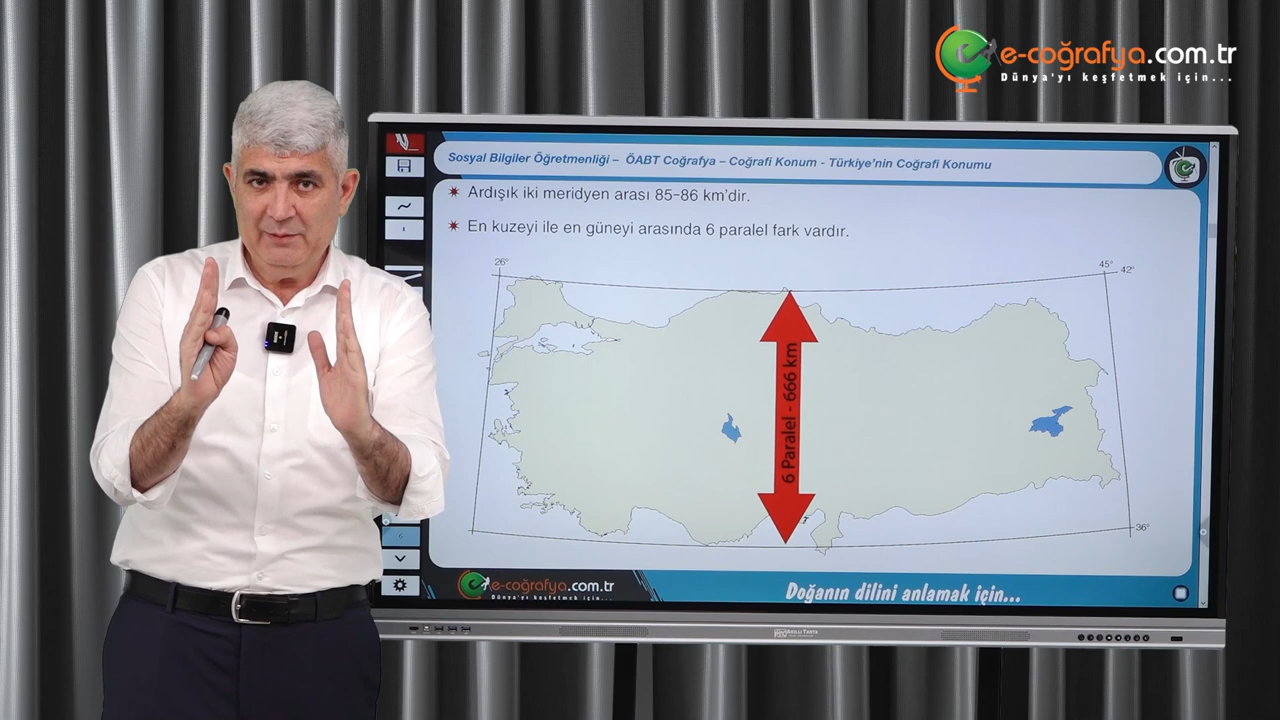 e-coğrafya.com.tr
Dünya'yı keşfetmek için...
Sosyal Bilgiler Öğretmenliği – ÖABT Coğrafya – Coğrafi Konum - Türkiye'nin Coğrafi Konumu
Ardışık iki meridyen arası 85-86 km'dir.
En kuzeyi ile en güneyi arasında 6 paralel fark vardır.
26°
45°
42°
6 Paralel - 666 km
36°
6
e-coğrafya.com.tr
Dünya'yı keşfetmek için...
Doğanın dilini anlamak için...